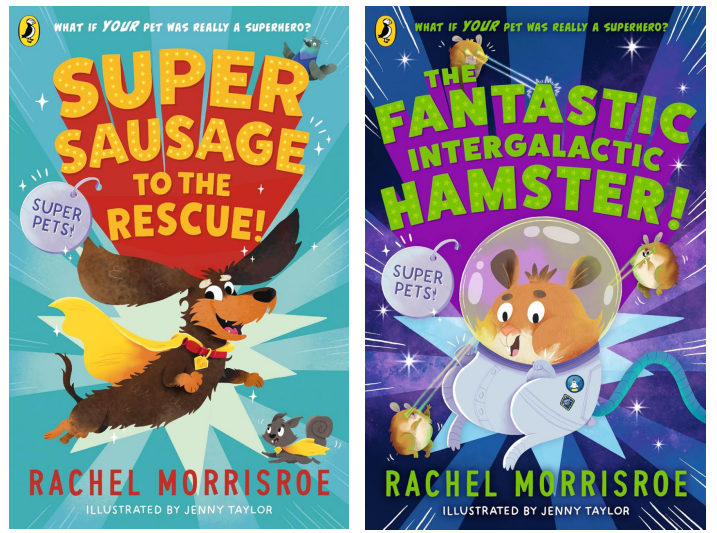 WHAT IF YOUR PET WAS REALLY A SUPERHERO?
SUPER
SAUSAGE
TO THE
RESCUE!
SUPER
PETS!
RACHEL MORRISROE
ILLUSTRATED BY JENNY TAYLOR
WHAT IF YOUR PET WAS REALLY A SUPERHERO?
THE
FANTASTIC
INTERGALACTIC
HAMSTER!
SUPER
PETS!
RACHEL MORRISROE
ILLUSTRATED BY JENNY TAYLOR